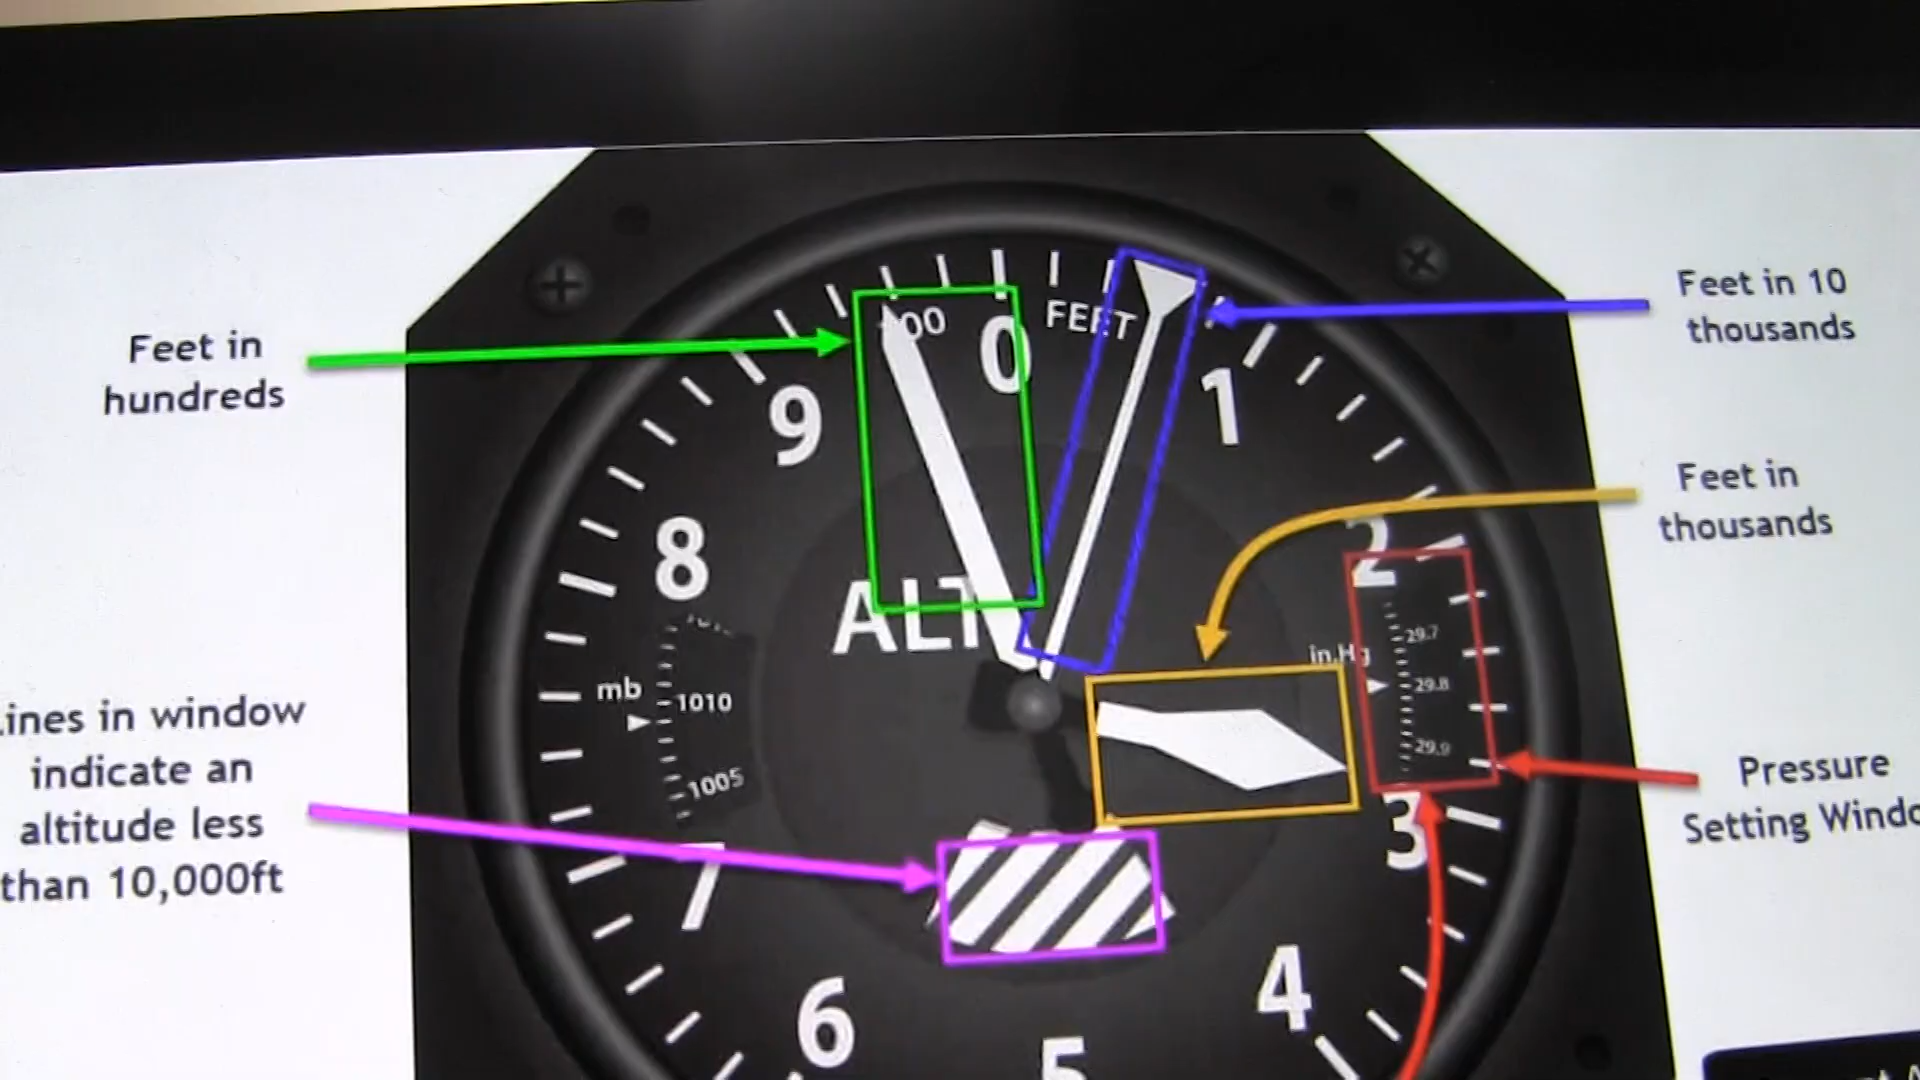 Feet in
hundreds
Feet in 10
thousands
Feet in
thousands
00
FEET
0
1
2
3
4
5
6
7
8
9
ALT
mb
1010
1005
in.Hg
29.7
29.8
29.9
ines in window
indicate an
altitude less
than 10,000ft
Pressure
Setting Windo